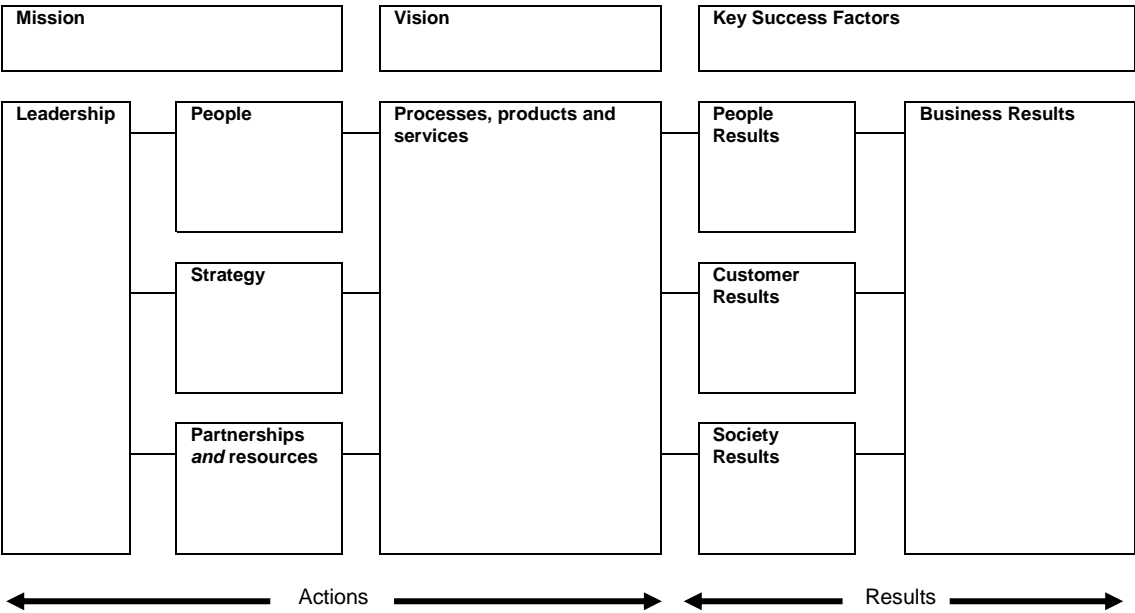 Mission
Vision
Key Success Factors
Leadership
People
Processes, products and
services
People
Results
Business Results
Strategy
Customer
Results
Partnerships
and resources
Society
Results
Actions
Results